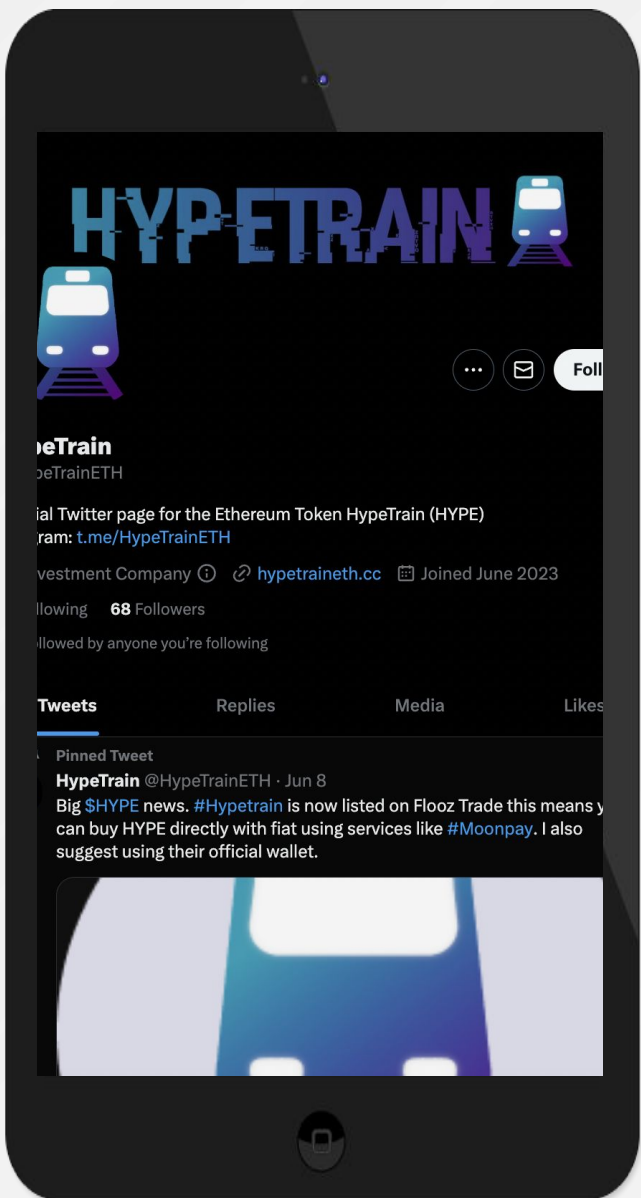 HYPETRAIN
peTrain
peTrainETH
ial Twitter page for the Ethereum Token HypeTrain (HYPE)
ram: t.me/HypeTrainETH
vestment Company hypetraineth.cc Joined June 2023
llowing 68 Followers
llowed by anyone you’re following
Tweets Replies Media Likes
Pinned Tweet
HypeTrain @HypeTrainETH · Jun 8
Big $HYPE news. #Hypetrain is now listed on Flooz Trade this means y
can buy HYPE directly with fiat using services like #Moonpay. I also
suggest using their official wallet.
Foll